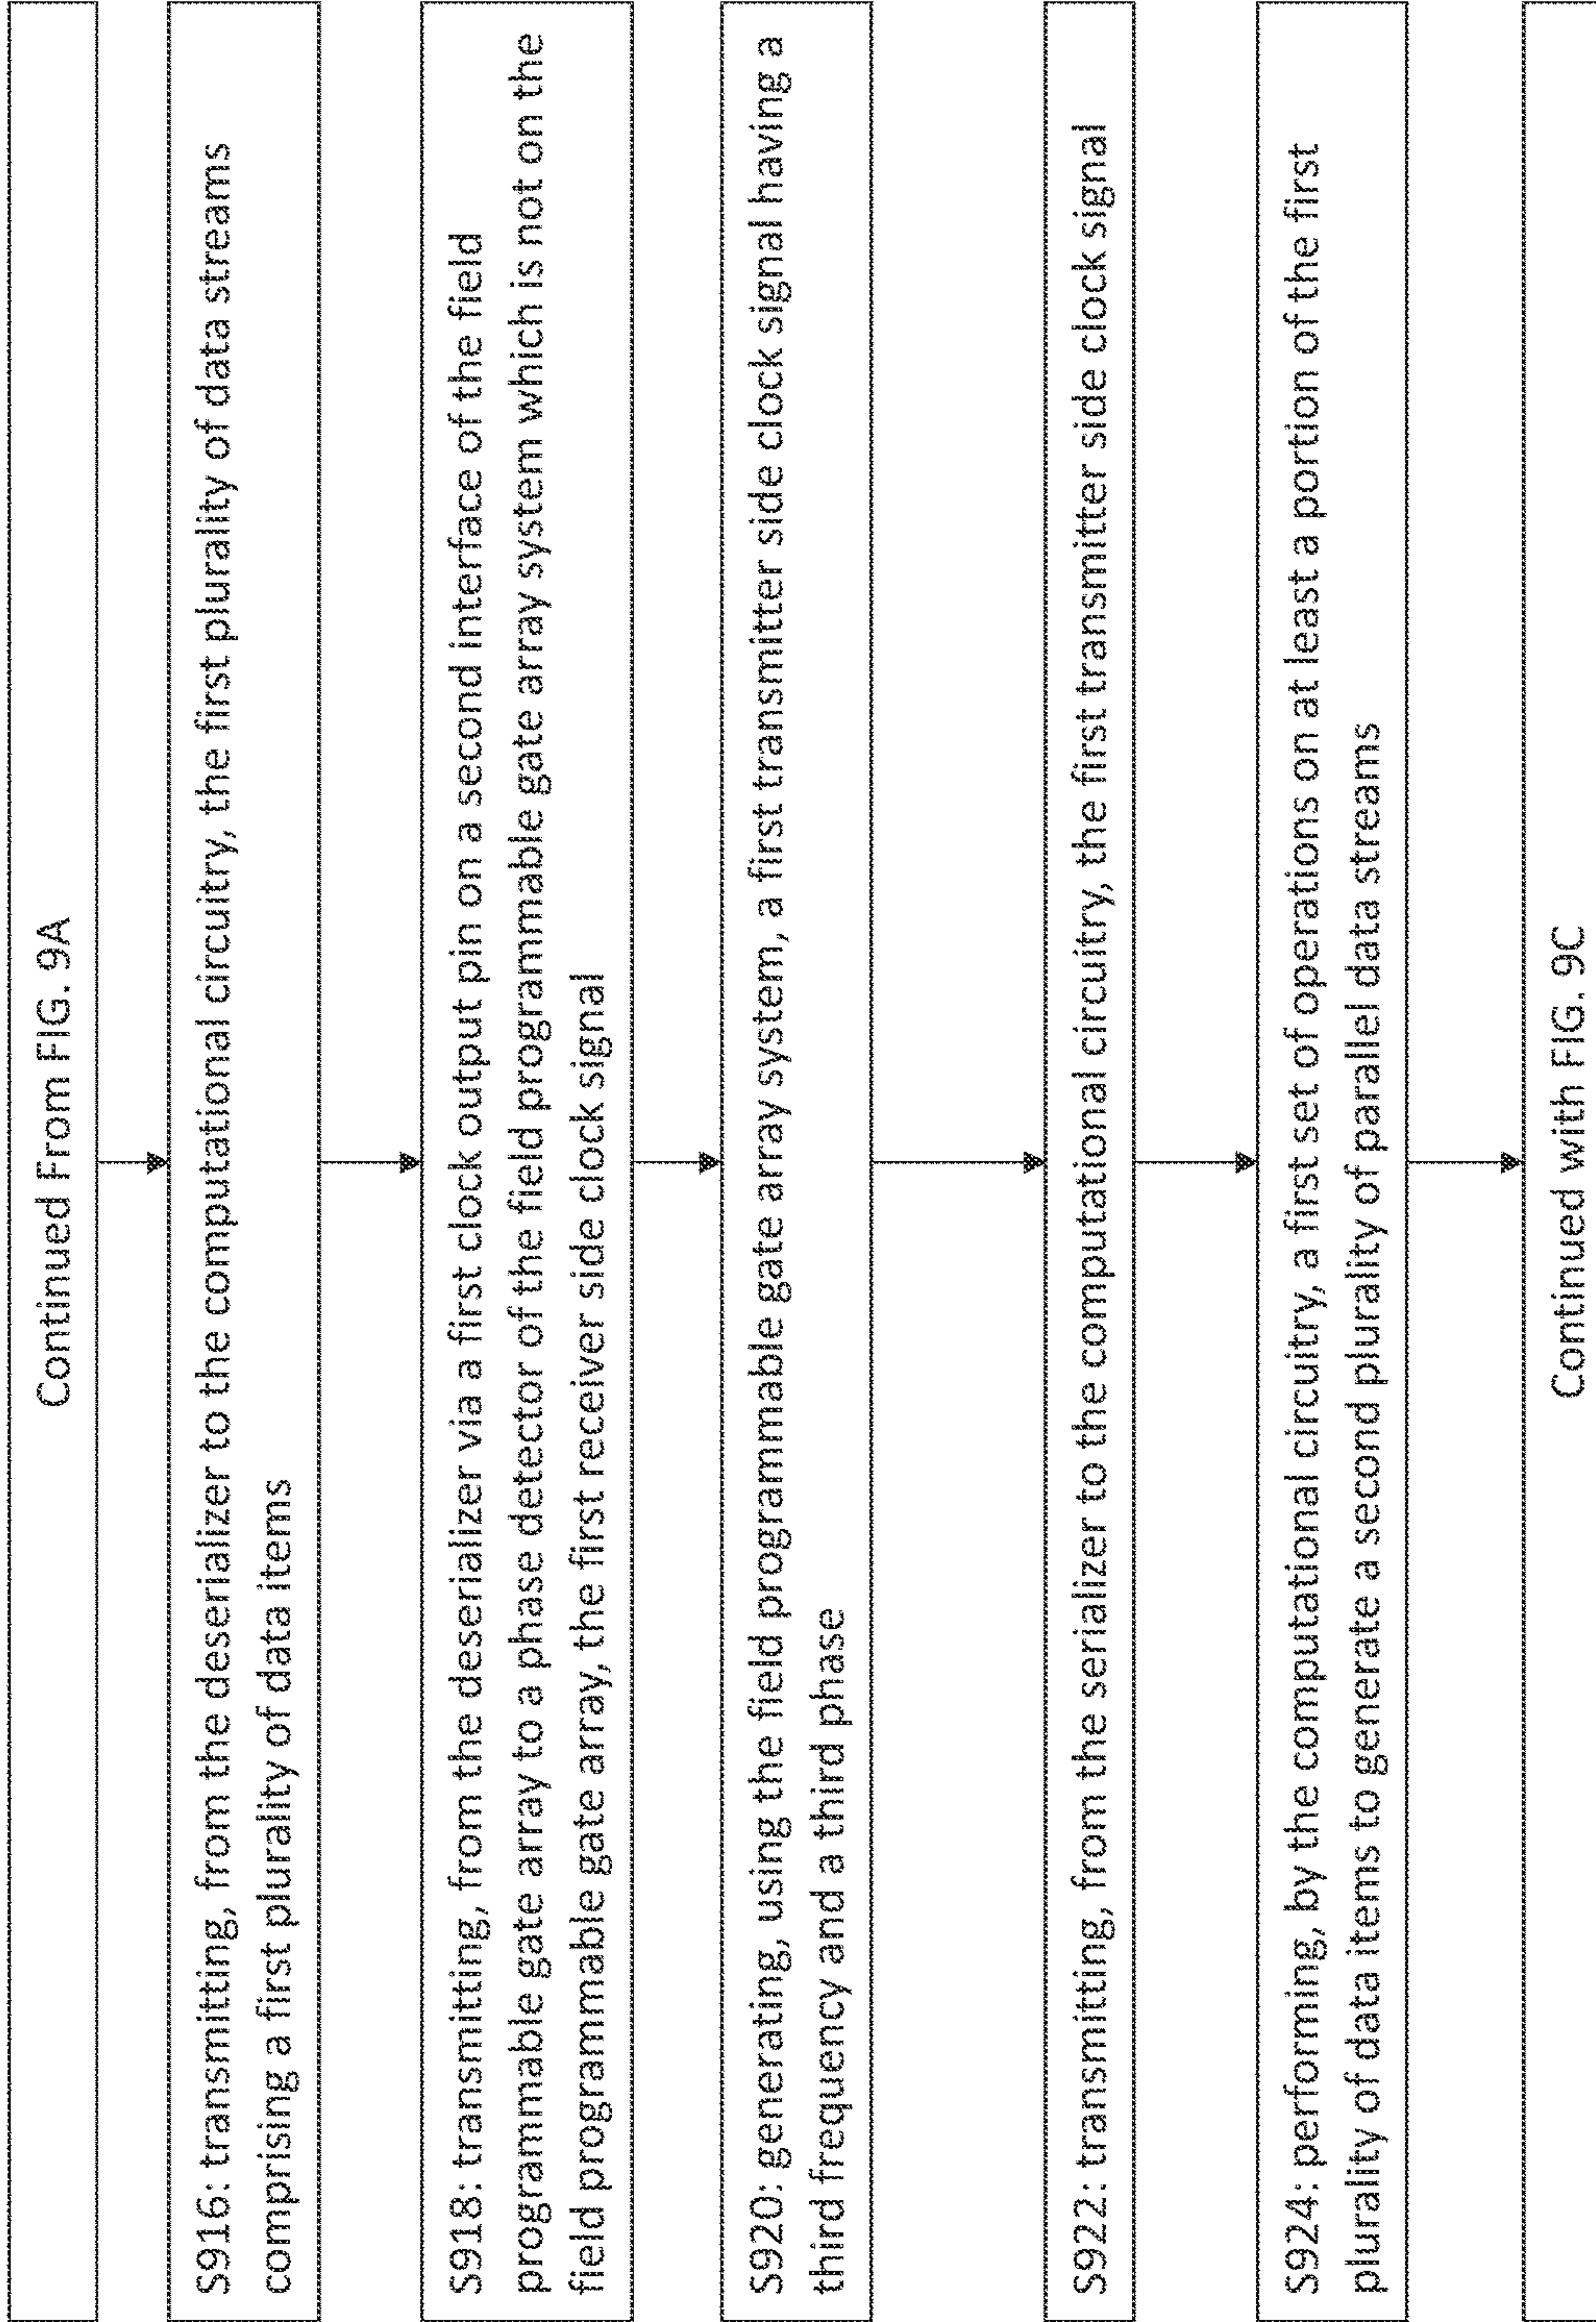 Continued From FIG. 9A
S916: transmitting, from the deserializer to the computational circuitry, the first plurality of data streams
comprising a first plurality of data items
S918: transmitting, from the deserializer via a first clock output pin on a second interface of the field
programmable gate array to a phase detector of the field programmable gate array system which is not on the
field programmable gate array, the first receiver side clock signal
S920: generating, using the field programmable gate array system, a first transmitter side clock signal having a
third frequency and a third phase
S922: transmitting, from the serializer to the computational circuitry, the first transmitter side clock signal
S924: performing, by the computational circuitry, a first set of operations on at least a portion of the first
plurality of data items to generate a second plurality of parallel data streams
Continued with FIG. 9C